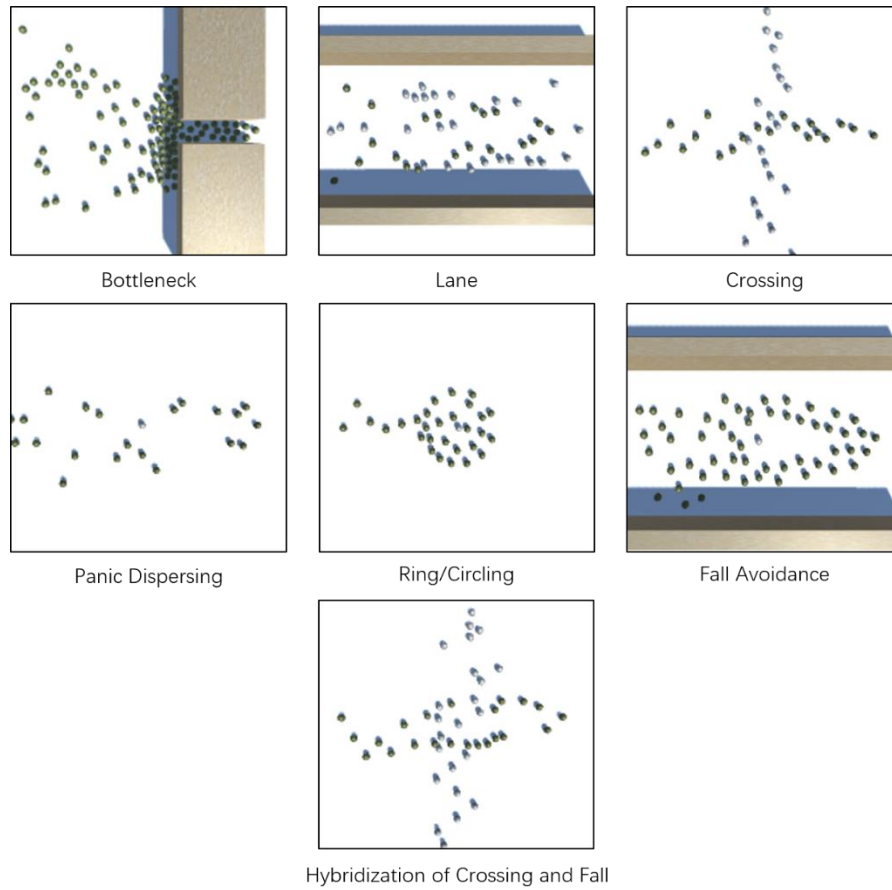 Bottleneck
Lane
Crossing
Panic Dispersing
Ring/Circling
Fall Avoidance
Hybridization of Crossing and Fall